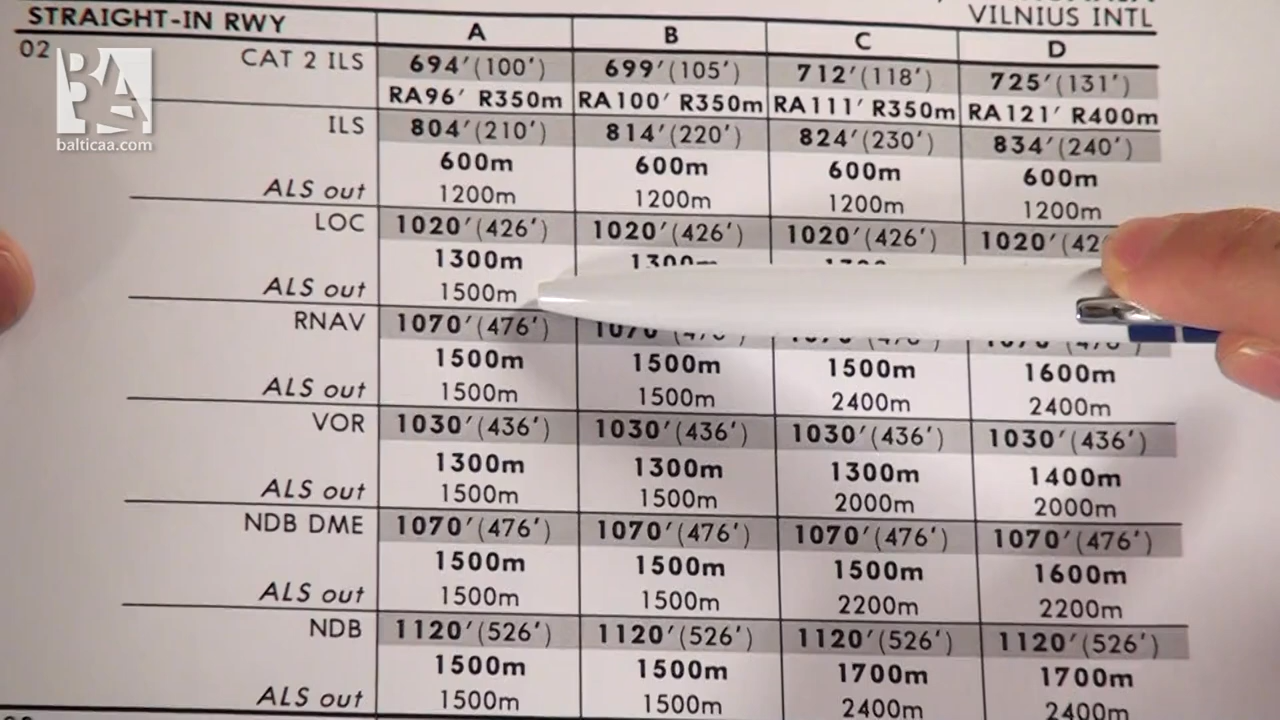 VILNIUS INTL
STRAIGHT-IN RWY A B C D
02 CAT 2 ILS 694'(100') 699'(105') 712'(118') 725'(131')
RA96' R350m RA100' R350m RA111' R350m RA121' R400m
BA
balticaa.com
ILS 804'(210') 814'(220') 824'(230') 834'(240')
600m 600m 600m 600m
ALS out 1200m 1200m 1200m 1200m
LOC 1020'(426') 1020'(426') 1020'(426') 1020'(42
1300m 1300m
ALS out 1500m
RNAV 1070'(476') 1070'(476')
1500m 1500m 1500m 1600m
ALS out 1500m 1500m 2400m 2400m
VOR 1030'(436') 1030'(436') 1030'(436') 1030'(436')
1300m 1300m 1300m 1400m
ALS out 1500m 1500m 2000m 2000m
NDB DME 1070'(476') 1070'(476') 1070'(476') 1070'(476')
1500m 1500m 1500m 1600m
ALS out 1500m 1500m 2200m 2200m
NDB 1120'(526') 1120'(526') 1120'(526') 1120'(526')
1500m 1500m 1700m 1700m
ALS out 1500m 1500m 2400m 2400m